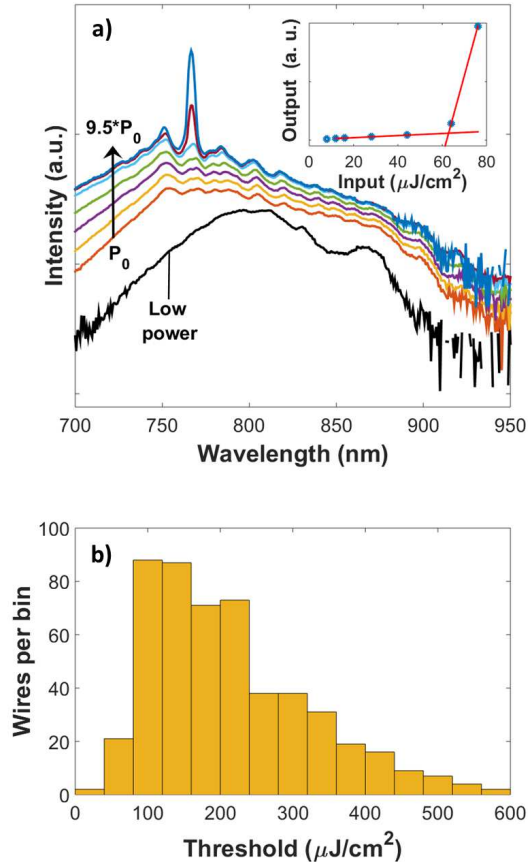 a)
Output (a. u.)
0 20 40 60 80
Input (μJ/cm²)
9.5*P₀
P₀
Low
power
Intensity (a.u.)
700 750 800 850 900 950
Wavelength (nm)
b)
100
80
60
40
20
0
Wires per bin
0 100 200 300 400 500 600
Threshold (μJ/cm²)